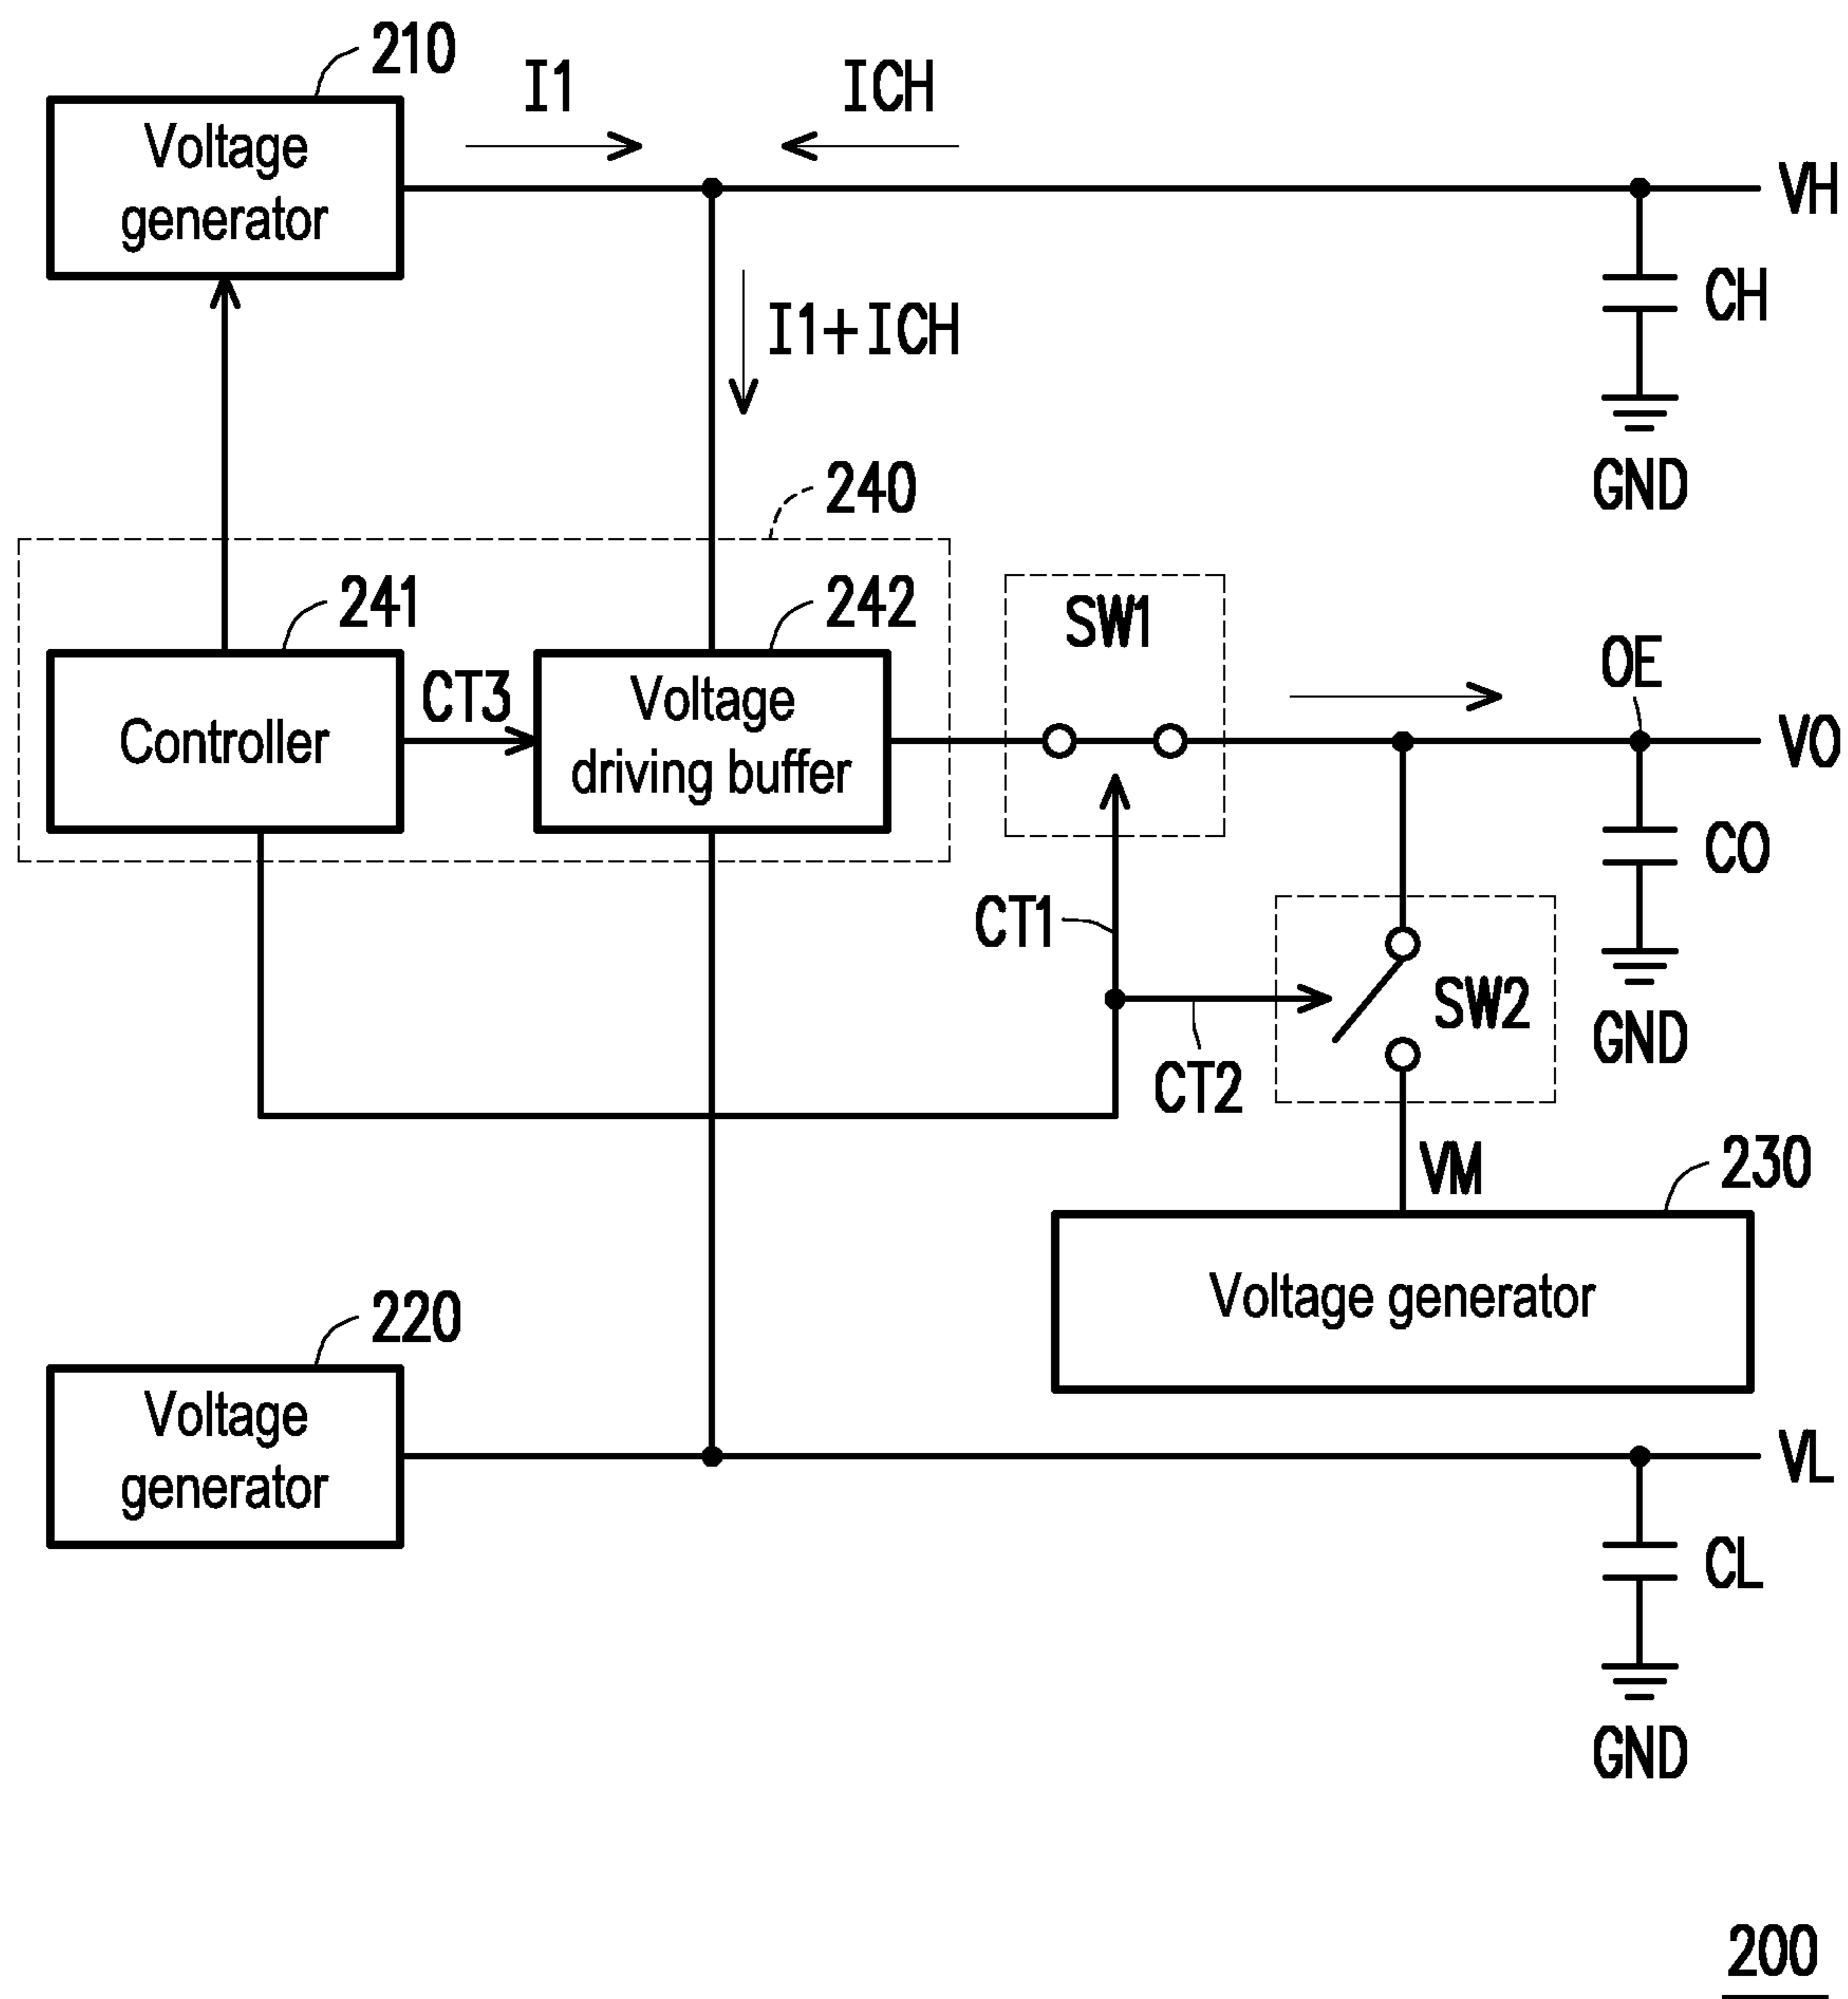 210
I1
ICH
Voltage
generator
VH
CH
I1+ICH
GND
240
241
242
SW1
OE
CT3
Controller
Voltage
driving buffer
VO
CO
CT1
SW2
GND
CT2
VM
230
Voltage generator
220
Voltage
generator
VL
CL
GND
200